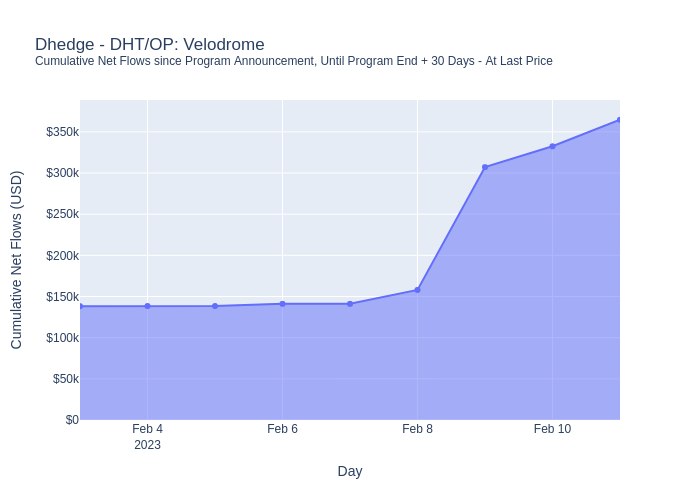 Dhedge - DHT/OP: Velodrome
Cumulative Net Flows since Program Announcement, Until Program End + 30 Days - At Last Price
Cumulative Net Flows (USD)
$350k
$300k
$250k
$200k
$150k
$100k
$50k
$0
Feb 4 Feb 6 Feb 8 Feb 10
2023
Day